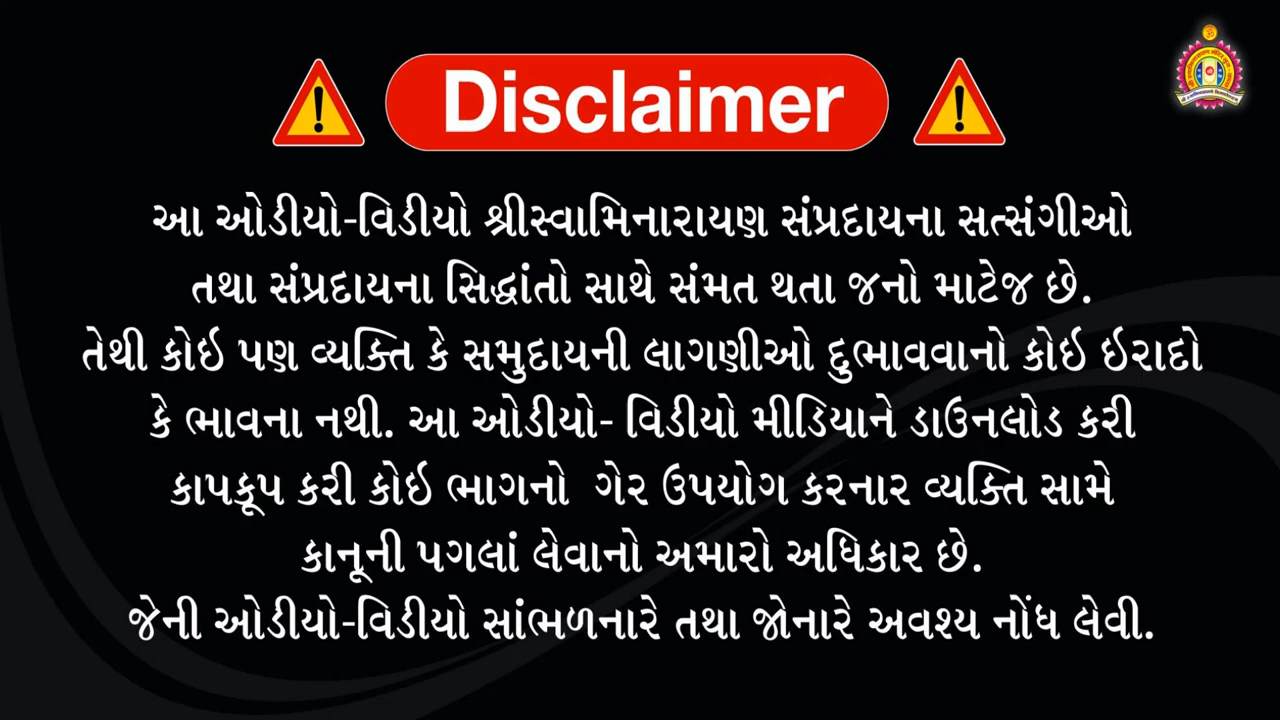 Disclaimer
આ ઓડીયો-વિડીયો શ્રીસ્વામિનારાયણ સંપ્રદાયના સત્સંગીઓ
તથા સંપ્રદાયના સિદ્ધાંતો સાથે સંમત થતા જનો માટેજ છે.
તેથી કોઇ પણ વ્યક્તિ કે સમુદાયની લાગણીઓ દુભાવવાનો કોઇ ઇરાદો
કે ભાવના નથી. આ ઓડીયો- વિડીયો મીડિયાને ડાઉનલોડ કરી
કાપકૂપ કરી કોઇ ભાગનો ગેર ઉપયોગ કરનાર વ્યક્તિ સામે
કાનૂની પગલાં લેવાનો અમારો અધિકાર છે.
જેની ઓડીયો-વિડીયો સાંભળનારે તથા જોનારે અવશ્ય નોંધ લેવી.